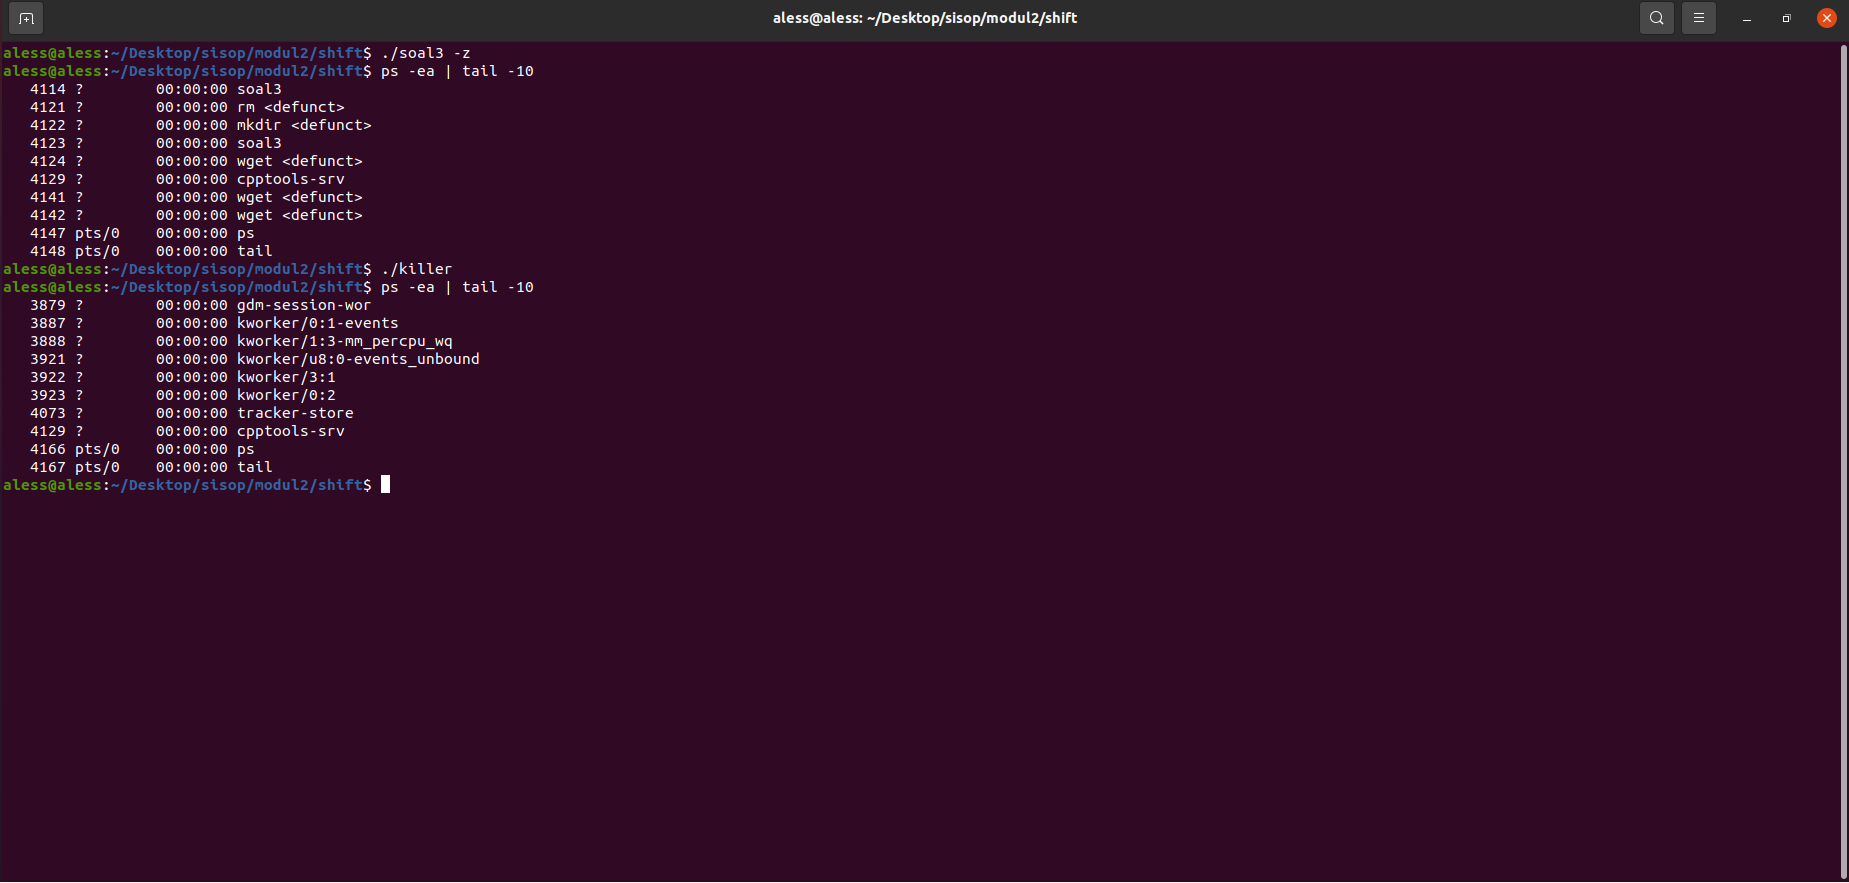 aless@aless: ~/Desktop/sisop/modul2/shift
aless@aless:~/Desktop/sisop/modul2/shift$ ./soal3 -z
aless@aless:~/Desktop/sisop/modul2/shift$ ps -ea | tail -10
   4114 ?        00:00:00 soal3
   4121 ?        00:00:00 rm <defunct>
   4122 ?        00:00:00 mkdir <defunct>
   4123 ?        00:00:00 soal3
   4124 ?        00:00:00 wget <defunct>
   4129 ?        00:00:00 cpptools-srv
   4141 ?        00:00:00 wget <defunct>
   4142 ?        00:00:00 wget <defunct>
   4147 pts/0    00:00:00 ps
   4148 pts/0    00:00:00 tail
aless@aless:~/Desktop/sisop/modul2/shift$ ./killer
aless@aless:~/Desktop/sisop/modul2/shift$ ps -ea | tail -10
   3879 ?        00:00:00 gdm-session-wor
   3887 ?        00:00:00 kworker/0:1-events
   3888 ?        00:00:00 kworker/1:3-mm_percpu_wq
   3921 ?        00:00:00 kworker/u8:0-events_unbound
   3922 ?        00:00:00 kworker/3:1
   3923 ?        00:00:00 kworker/0:2
   4073 ?        00:00:00 tracker-store
   4129 ?        00:00:00 cpptools-srv
   4166 pts/0    00:00:00 ps
   4167 pts/0    00:00:00 tail
aless@aless:~/Desktop/sisop/modul2/shift$